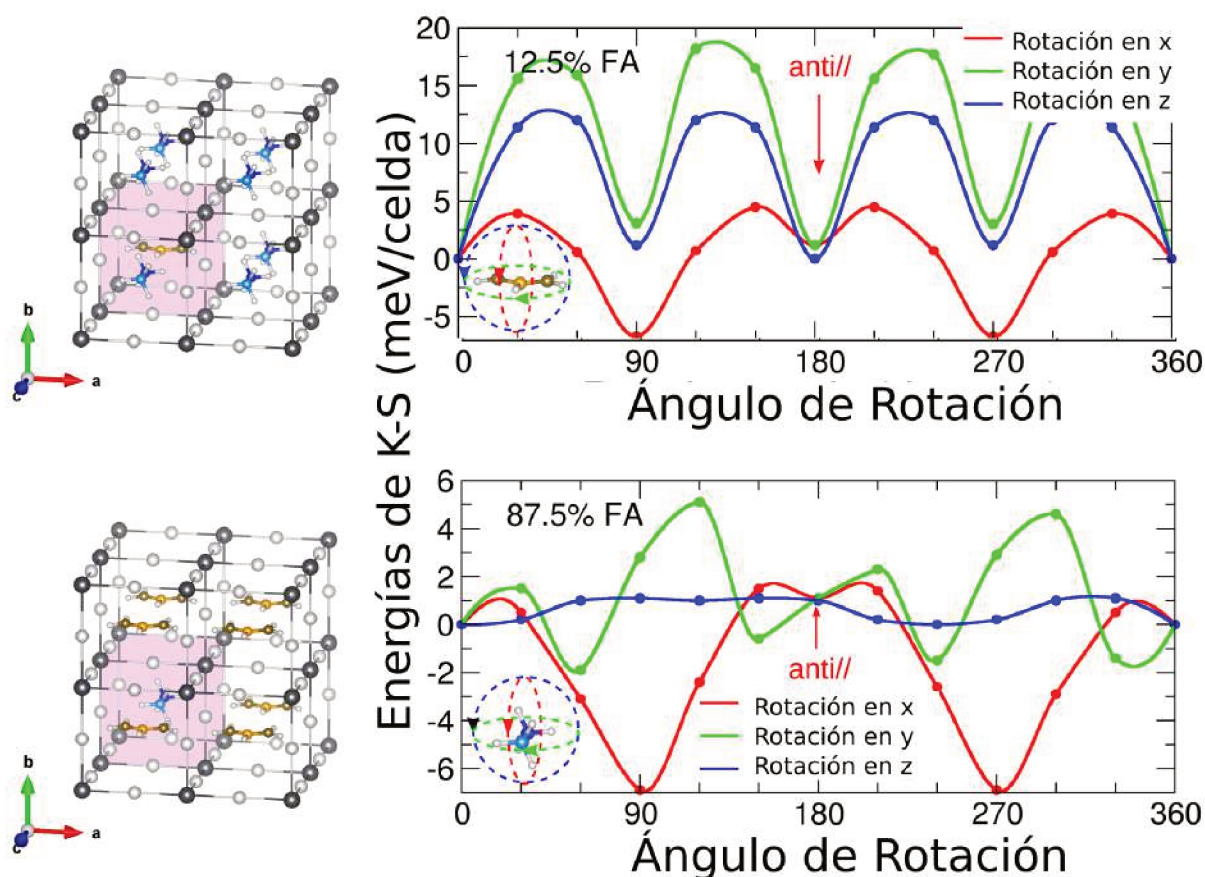 b
a
c
Energías de K-S (meV/celda)
12.5% FA
anti//
Rotación en x
Rotación en y
Rotación en z
20
15
10
5
0
-5
0 90 180 270 360
Ángulo de Rotación
b
a
c
87.5% FA
anti//
Rotación en x
Rotación en y
Rotación en z
6
4
2
0
-2
-4
-6
0 90 180 270 360
Ángulo de Rotación